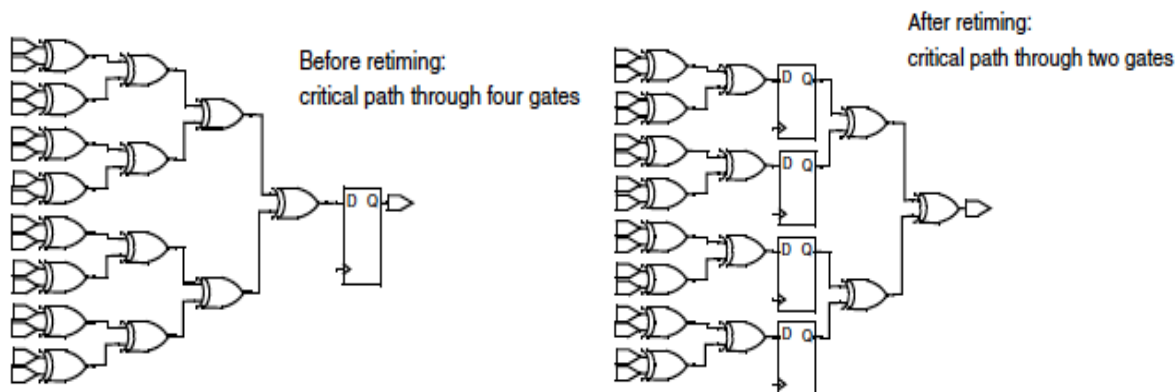 Before retiming:
critical path through four gates
D Q
After retiming:
critical path through two gates
D Q
D Q
D Q
D Q